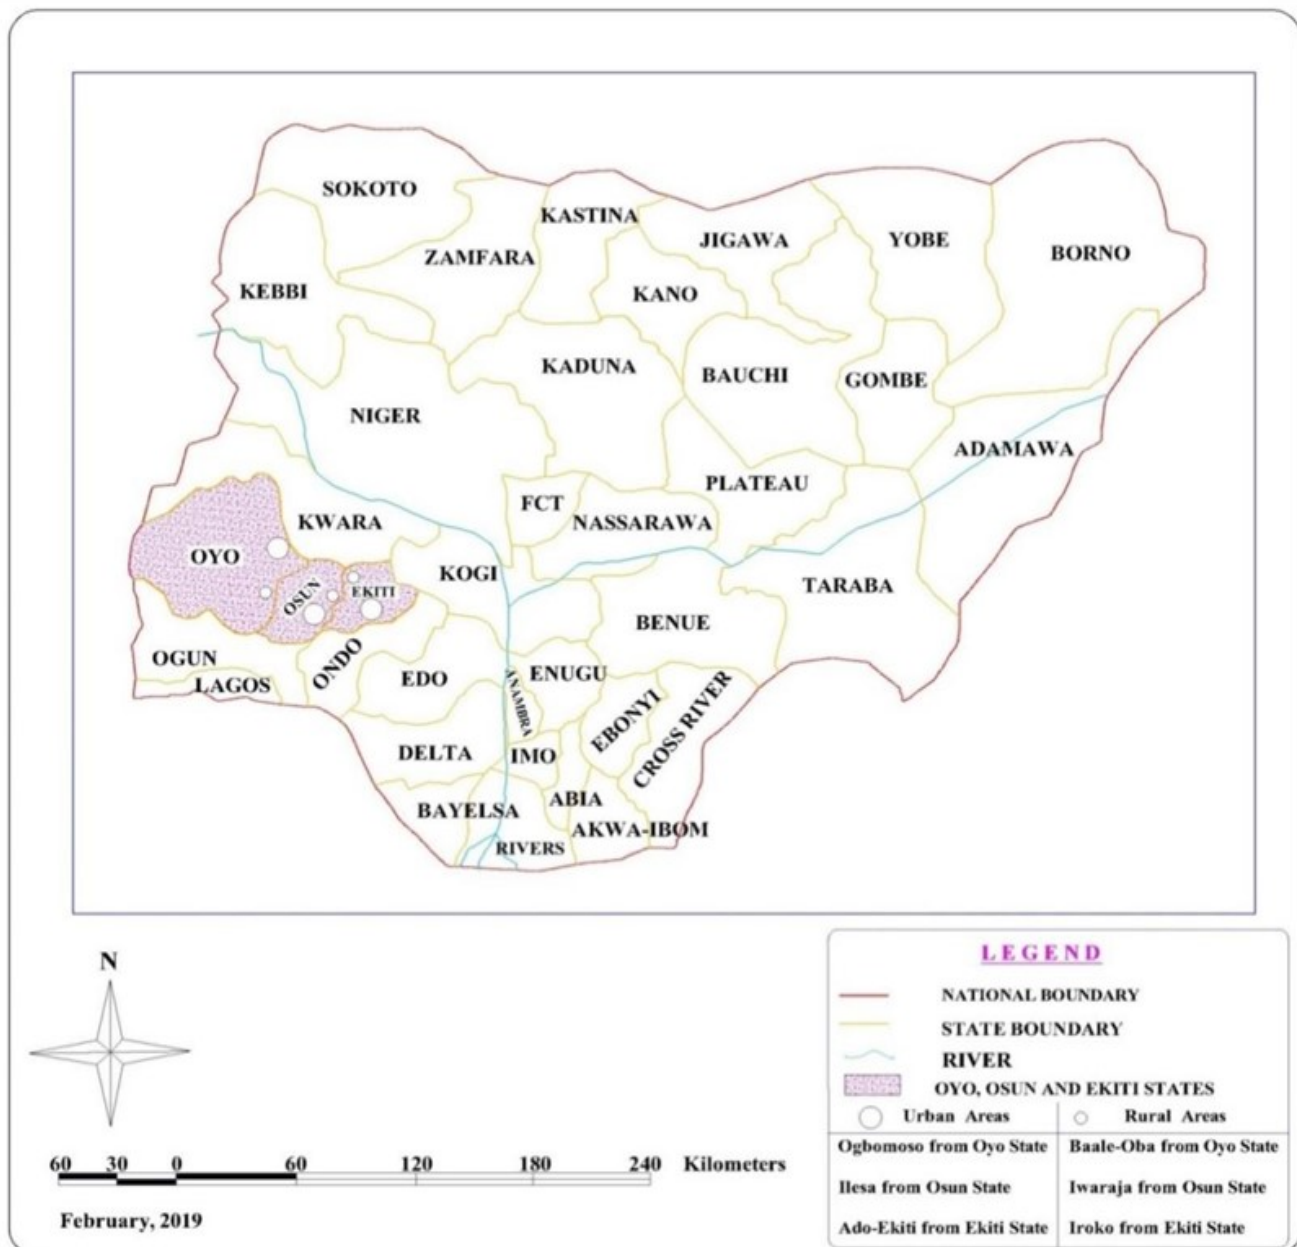 SOKOTO
KASTINA
ZAMFARA
JIGAWA
YOBE
BORNO
KEBBI
KANO
KADUNA
BAUCHI
GOMBE
NIGER
ADAMAWA
PLATEAU
FCT
NASSARAWA
KWARA
OYO
KOGI
OSUN
EKITI
TARABA
BENUE
OGUN
LAGOS
ONDO
EDO
ANAMBRA
ENUGU
EBONYI
CROSS RIVER
DELTA
IMO
BAYELSA
ABIA
AKWA-IBOM
RIVERS
N
60 30 0 60 120 180 240 Kilometers
February, 2019
LEGEND
NATIONAL BOUNDARY
STATE BOUNDARY
RIVER
OYO, OSUN AND EKITI STATES
Urban Areas Rural Areas
Ogbomoso from Oyo State Baale-Oba from Oyo State
Ilesa from Osun State Iwaraja from Osun State
Ado-Ekiti from Ekiti State Iroko from Ekiti State